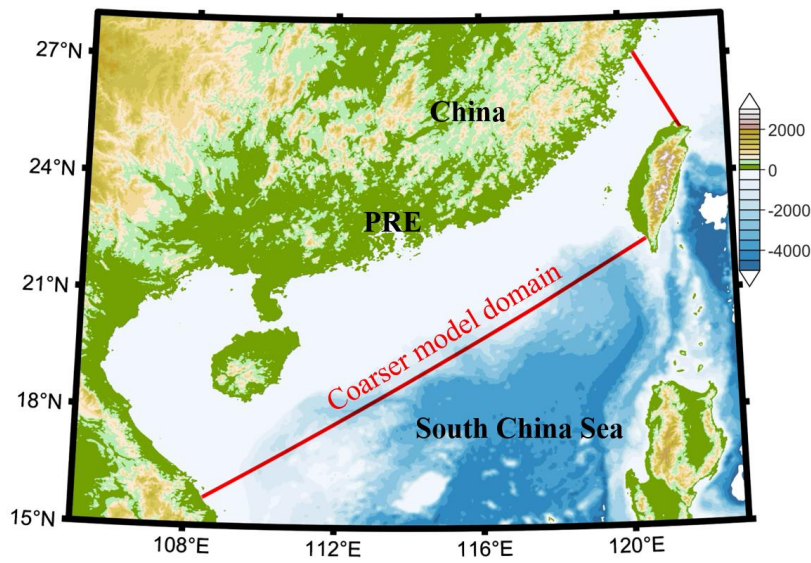 27°N
24°N
21°N
18°N
15°N
China
PRE
Coarser model domain
South China Sea
2000
0
-2000
-4000
108°E
112°E
116°E
120°E